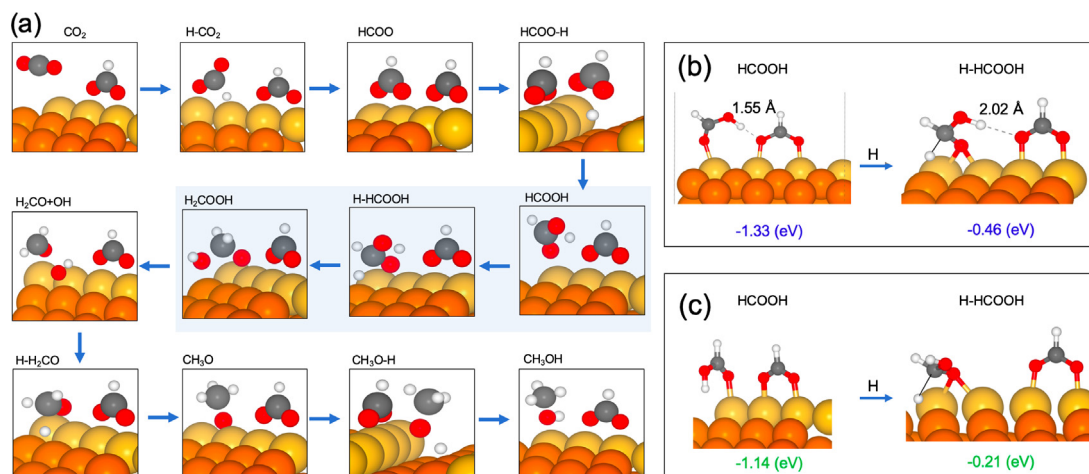 (a)
CO₂
H-CO₂
HCOO
HCOO-H
H₂CO+OH
H₂COOH
H-HCOOH
HCOOH
H-H₂CO
CH₃O
CH₃O-H
CH₃OH
(b)
HCOOH
H-HCOOH
1.55 Å
2.02 Å
H
-1.33 (eV)
-0.46 (eV)
(c)
HCOOH
H-HCOOH
H
-1.14 (eV)
-0.21 (eV)